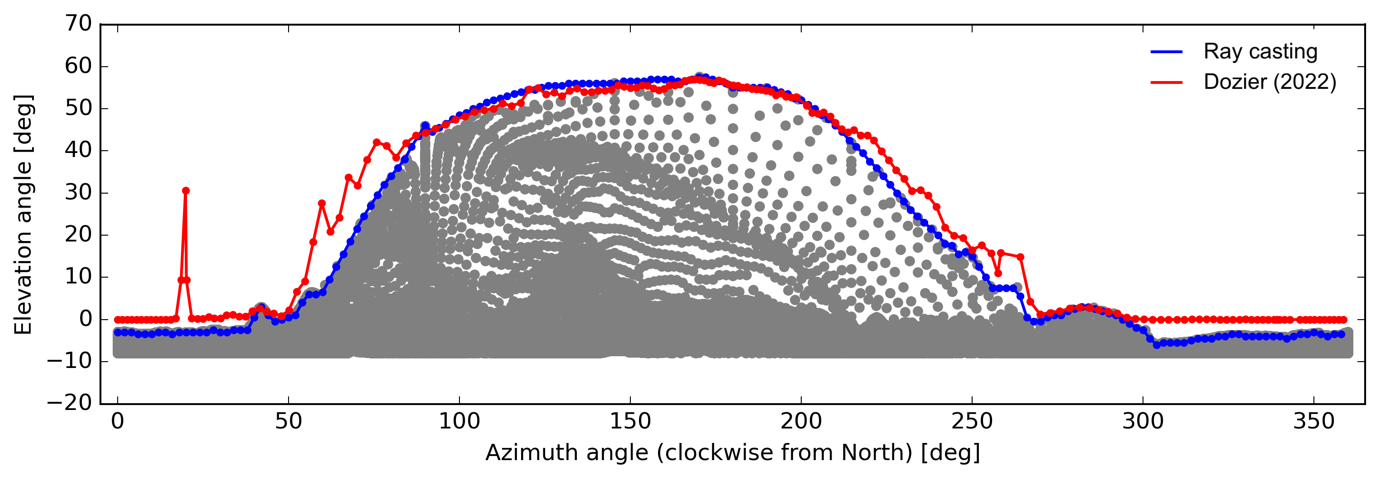 70
60
50
40
30
20
10
0
−10
−20
Elevation angle [deg]
Ray casting
Dozier (2022)
0 50 100 150 200 250 300 350
Azimuth angle (clockwise from North) [deg]